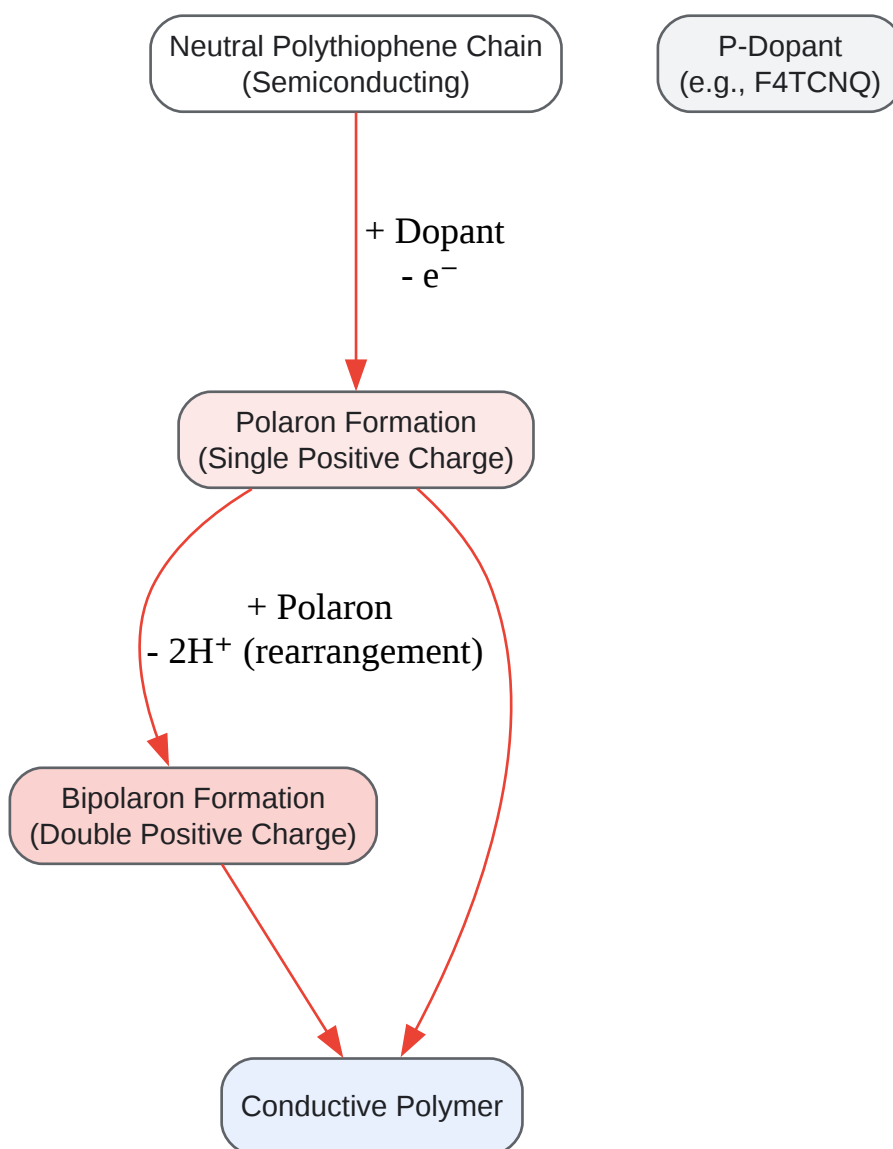 Neutral Polythiophene Chain
(Semiconducting)
P-Dopant
(e.g., F4TCNQ)
+ Dopant
- e⁻
Polaron Formation
(Single Positive Charge)
+ Polaron
- 2H⁺ (rearrangement)
Bipolaron Formation
(Double Positive Charge)
Conductive Polymer